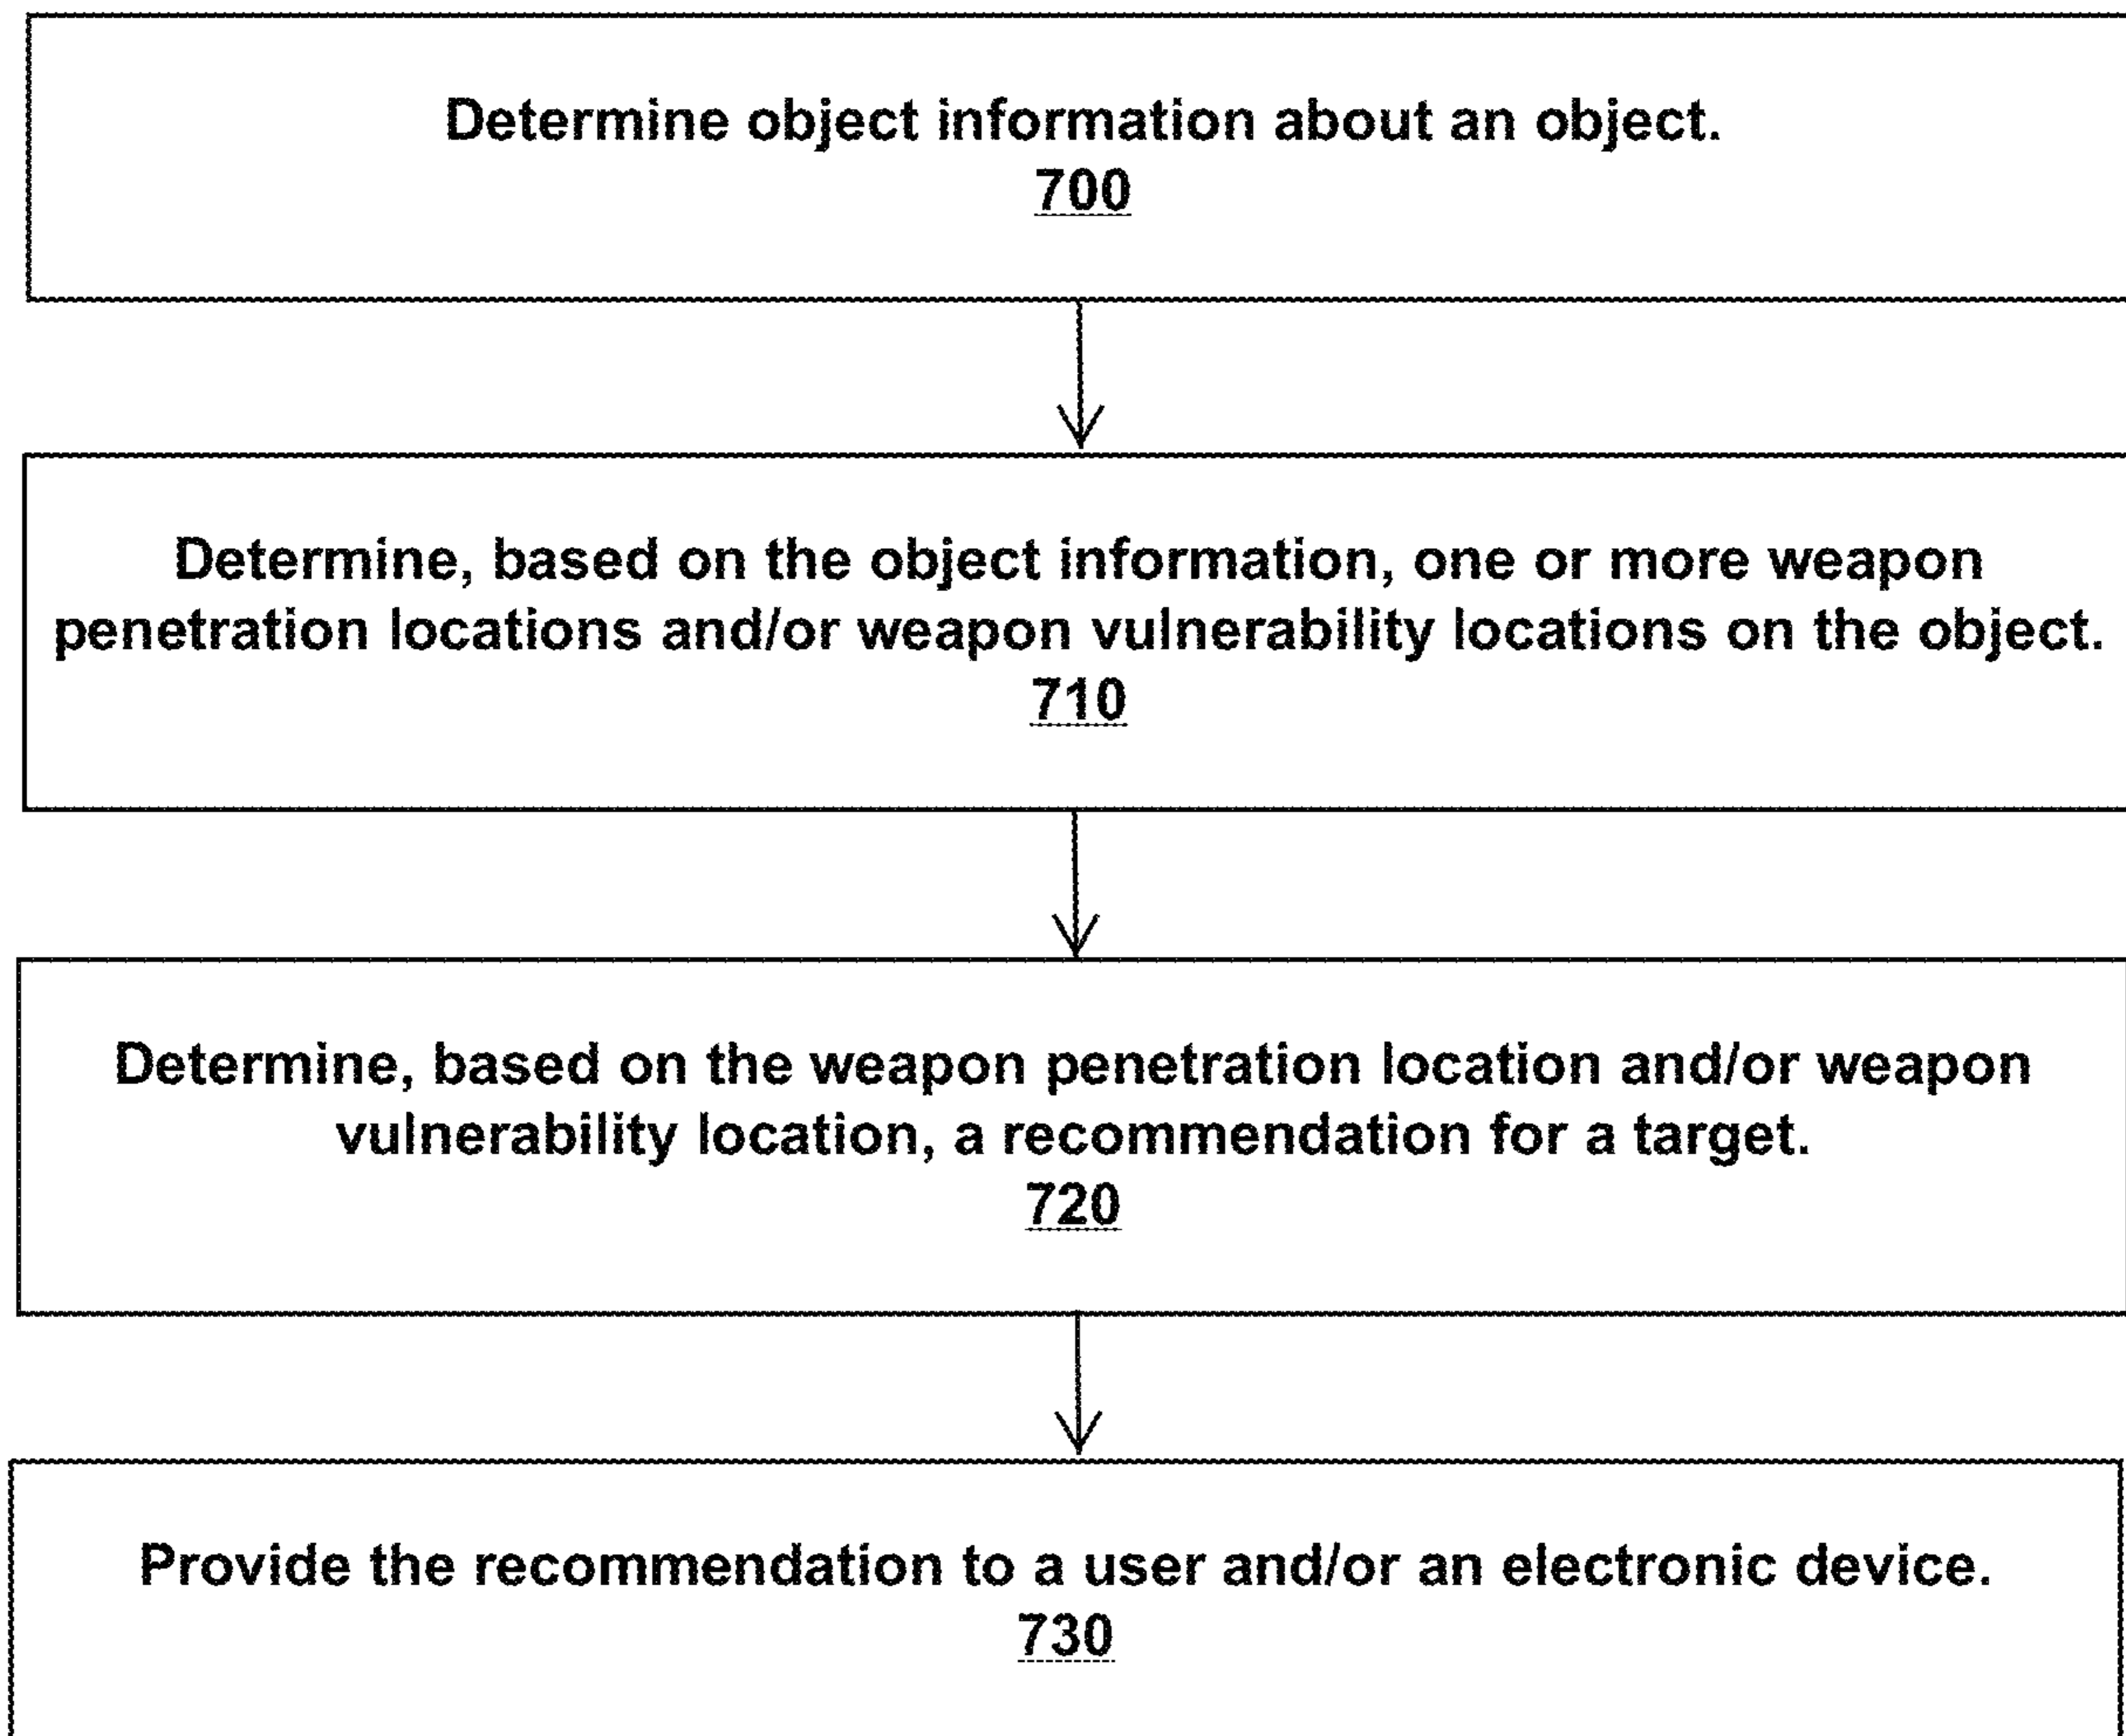 Determine object information about an object.
700
Determine, based on the object information, one or more weapon
penetration locations and/or weapon vulnerability locations on the object.
710
Determine, based on the weapon penetration location and/or weapon
vulnerability location, a recommendation for a target.
720
Provide the recommendation to a user and/or an electronic device.
730